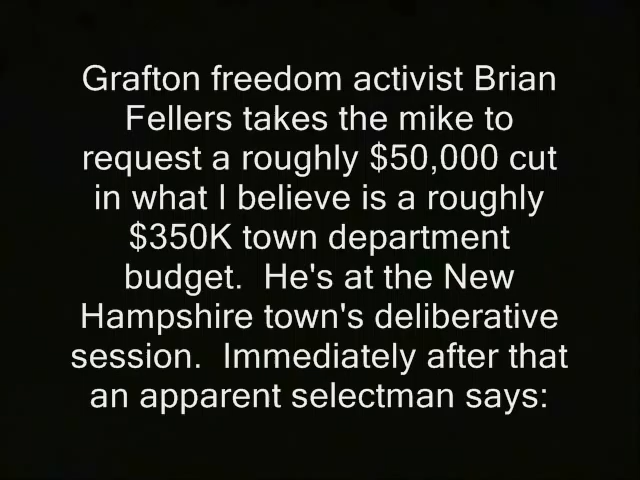 Grafton freedom activist Brian
Fellers takes the mike to
request a roughly $50,000 cut
in what I believe is a roughly
$350K town department
budget.  He's at the New
Hampshire town's deliberative
session.  Immediately after that
an apparent selectman says: